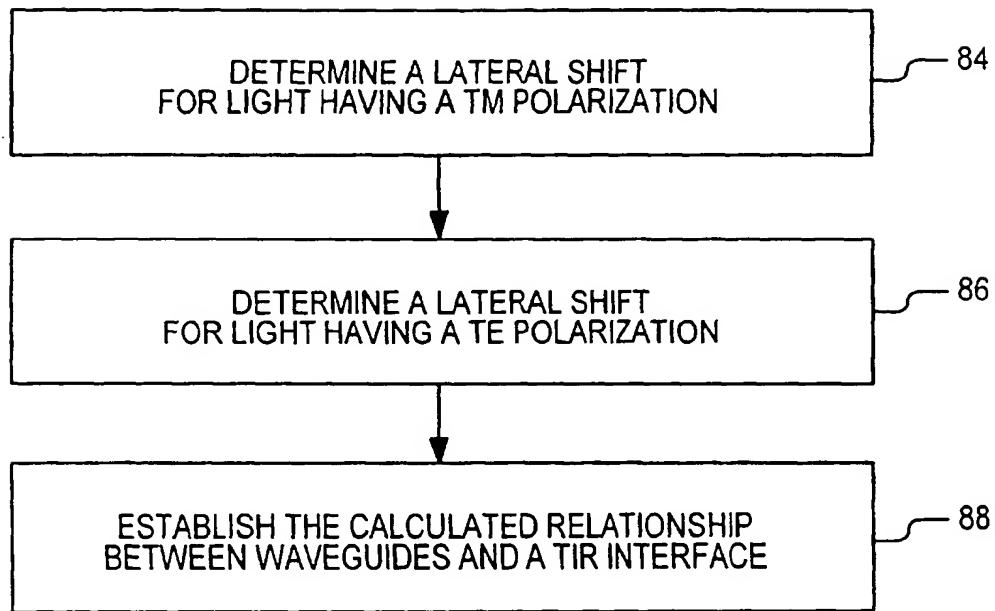 DETERMINE A LATERAL SHIFT
FOR LIGHT HAVING A TM POLARIZATION
84
DETERMINE A LATERAL SHIFT
FOR LIGHT HAVING A TE POLARIZATION
86
ESTABLISH THE CALCULATED RELATIONSHIP
BETWEEN WAVEGUIDES AND A TIR INTERFACE
88